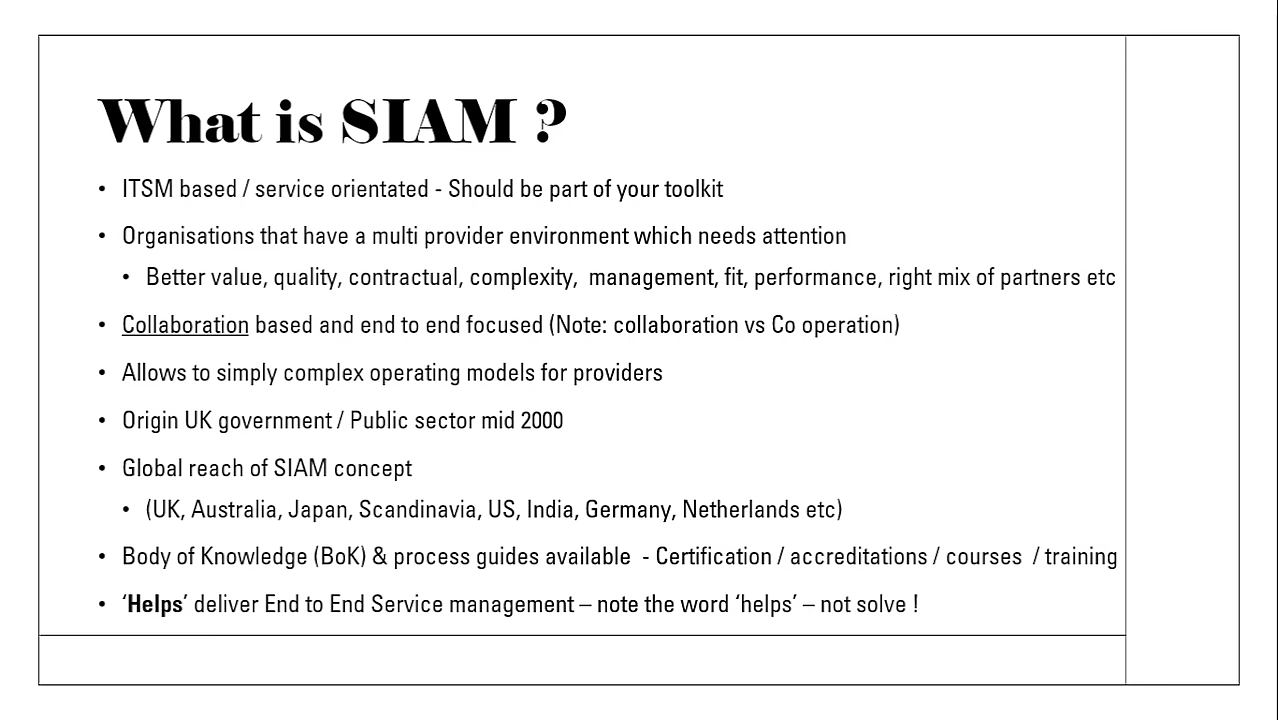 What is SIAM ?
• ITSM based / service orientated - Should be part of your toolkit
• Organisations that have a multi provider environment which needs attention
• Better value, quality, contractual, complexity,  management, fit, performance, right mix of partners etc
• Collaboration based and end to end focused (Note: collaboration vs Co operation)
• Allows to simply complex operating models for providers
• Origin UK government / Public sector mid 2000
• Global reach of SIAM concept
• (UK, Australia, Japan, Scandinavia, US, India, Germany, Netherlands etc)
• Body of Knowledge (BoK) & process guides available  - Certification / accreditations / courses  / training
• ‘Helps’ deliver End to End Service management – note the word ‘helps’ – not solve !